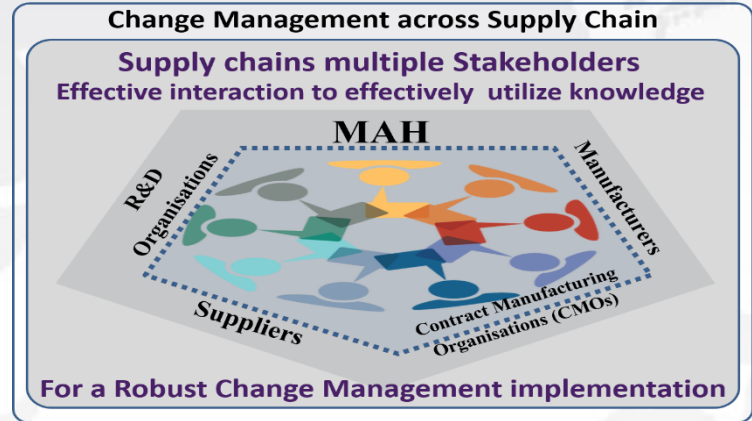 Change Management across Supply Chain
Supply chains multiple Stakeholders
Effective interaction to effectively utilize knowledge
MAH
R&D
Organisations
Manufacturers
Suppliers
Contract Manufacturing
Organisations (CMOs)
For a Robust Change Management implementation